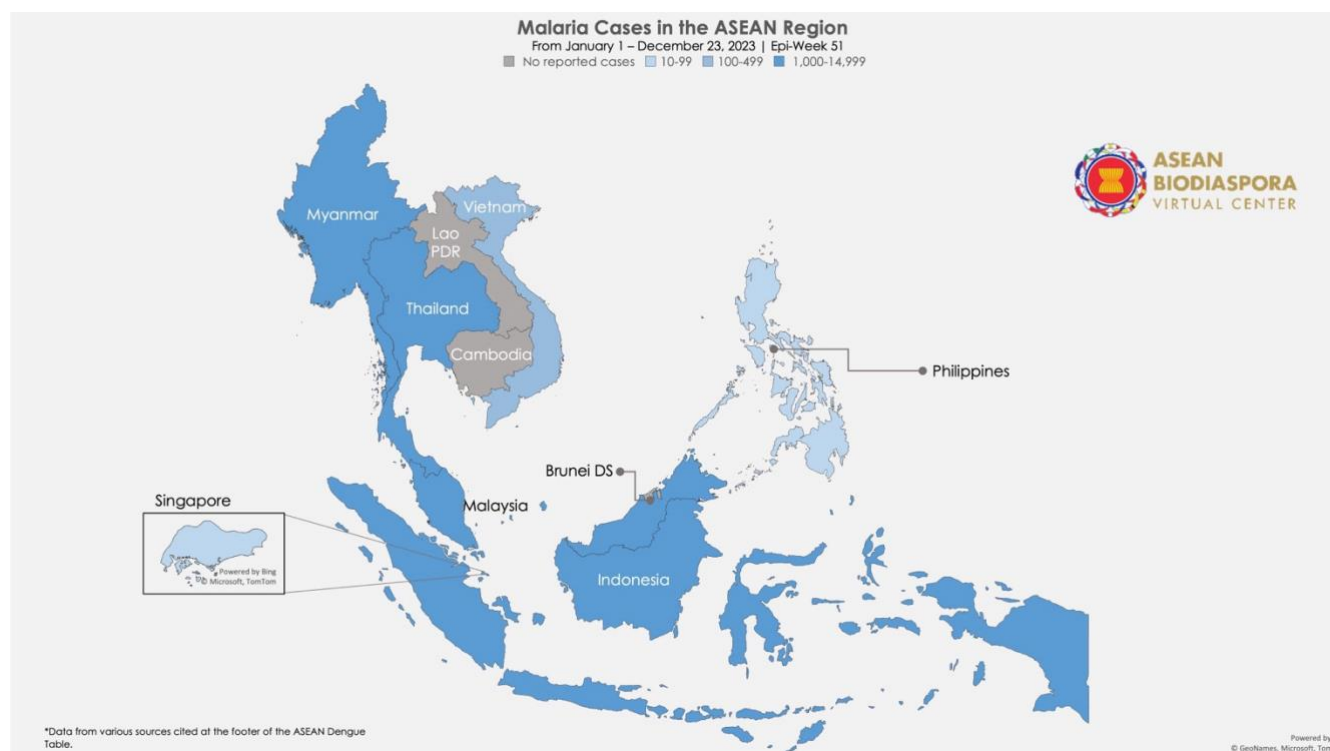 Malaria Cases in the ASEAN Region
From January 1 – December 23, 2023 | Epi-Week 51
No reported cases 10-99 100-499 1,000-14,999
ASEAN
BIODIASPORA
VIRTUAL CENTER
Myanmar
Vietnam
Lao
PDR
Thailand
Cambodia
Philippines
Brunei DS
Singapore
Malaysia
Powered by Bing
© Microsoft, TomTom
Indonesia
*Data from various sources cited at the footer of the ASEAN Dengue
Table.
Powered by
© GeoNames, Microsoft, Tom